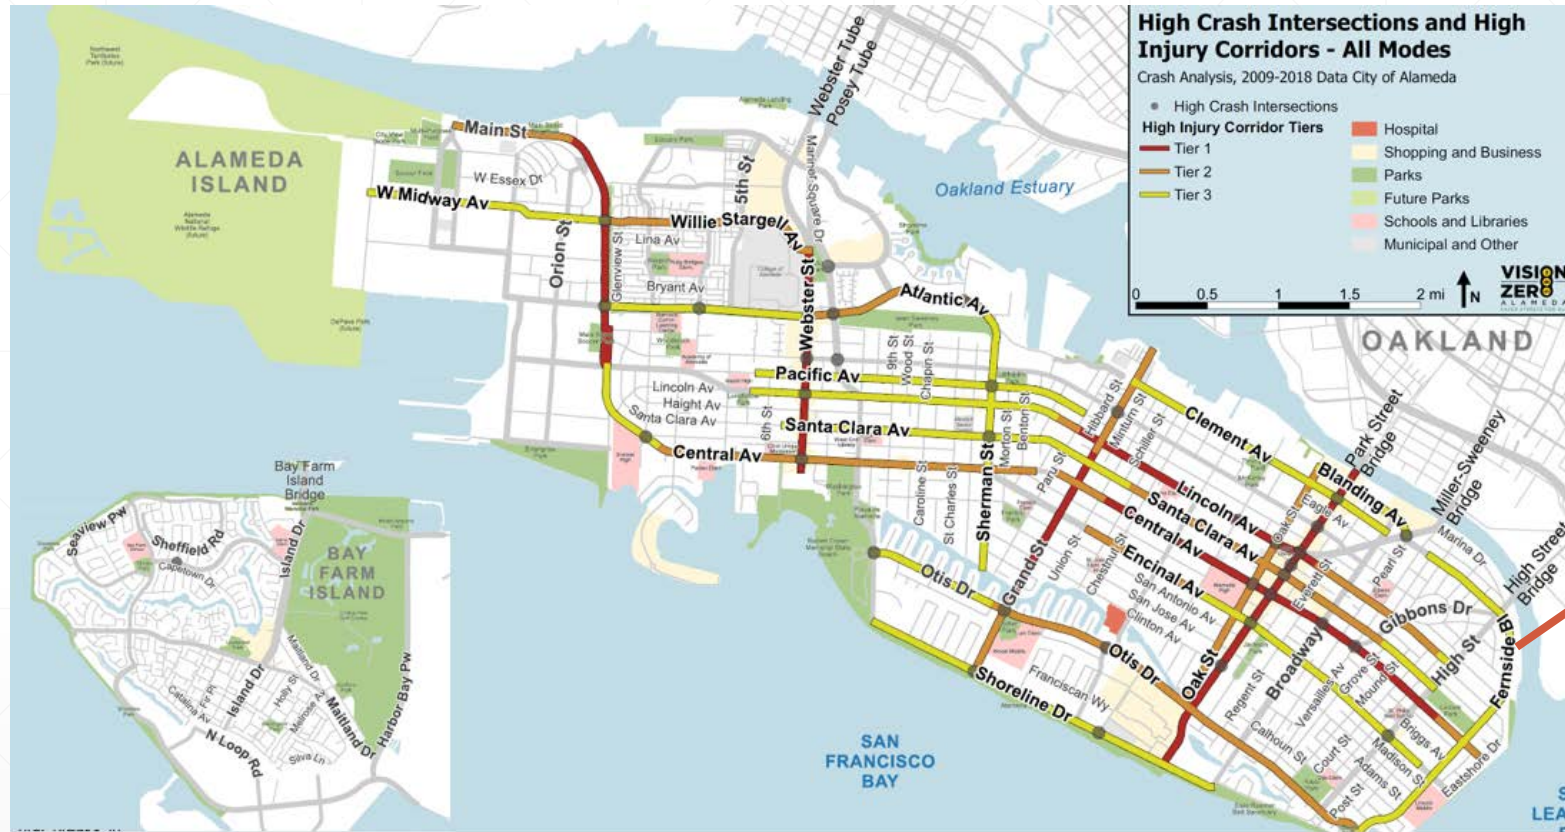 High Crash Intersections and High
Injury Corridors - All Modes
Crash Analysis, 2009-2018 Data City of Alameda
High Crash Intersections
High Injury Corridor Tiers
Tier 1
Tier 2
Tier 3
Hospital
Shopping and Business
Parks
Future Parks
Schools and Libraries
Municipal and Other
0 0.5 1 1.5 2 mi
N
VISION
ZERO
ALAMEDA
ALAMEDA
ISLAND
Main St
W Essex Dr
W Midway Av
Orion St
Glenview St
Willie Stargell Av
Lina Av
Bryant Av
5th St
Webster Tube
Posey Tube
Mariner Square Dr
Oakland Estuary
Webster St
Atlantic Av
OAKLAND
Pacific Av
Lincoln Av
Haight Av
Santa Clara Av
6th St
Santa Clara Av
Central Av
9th St
Wood St
Chapin St
Caroline St
St Charles St
Sherman St
Morton St
Benton St
Paru St
Hibbard St
Minturn St
Schiller St
Grand St
Union St
Chestnut St
Clement Av
Blanding Av
Park Street
Bridge
Miller-Sweeney
Bridge
High Street
Bridge
Lincoln Av
Santa Clara Av
Central Av
Encinal Av
San Antonio Av
San Jose Av
Clinton Av
Oak St
Eagle Av
Everett St
Pearl St
Marina Dr
Gibbons Dr
High St
Fernside Bl
Otis Dr
Otis Dr
Oak St
Broadway
Regent St
Versailles Av
Grove St
Mound St
Calhoun St
Court St
Post St
Adams St
Madison St
Briggs Av
Eastshore Dr
Franciscan Wy
Shoreline Dr
SAN
FRANCISCO
BAY
Bay Farm
Island
Bridge
Seaview Pw
Sheffield Rd
Capetown Dr
Island Dr
BAY
FARM
ISLAND
Maitland Dr
Island Dr
Holly St
Melrose Av
Maitland Dr
Harbor Bay Pw
Catalina Av
Fir Pl
N Loop Rd
Silva Ln